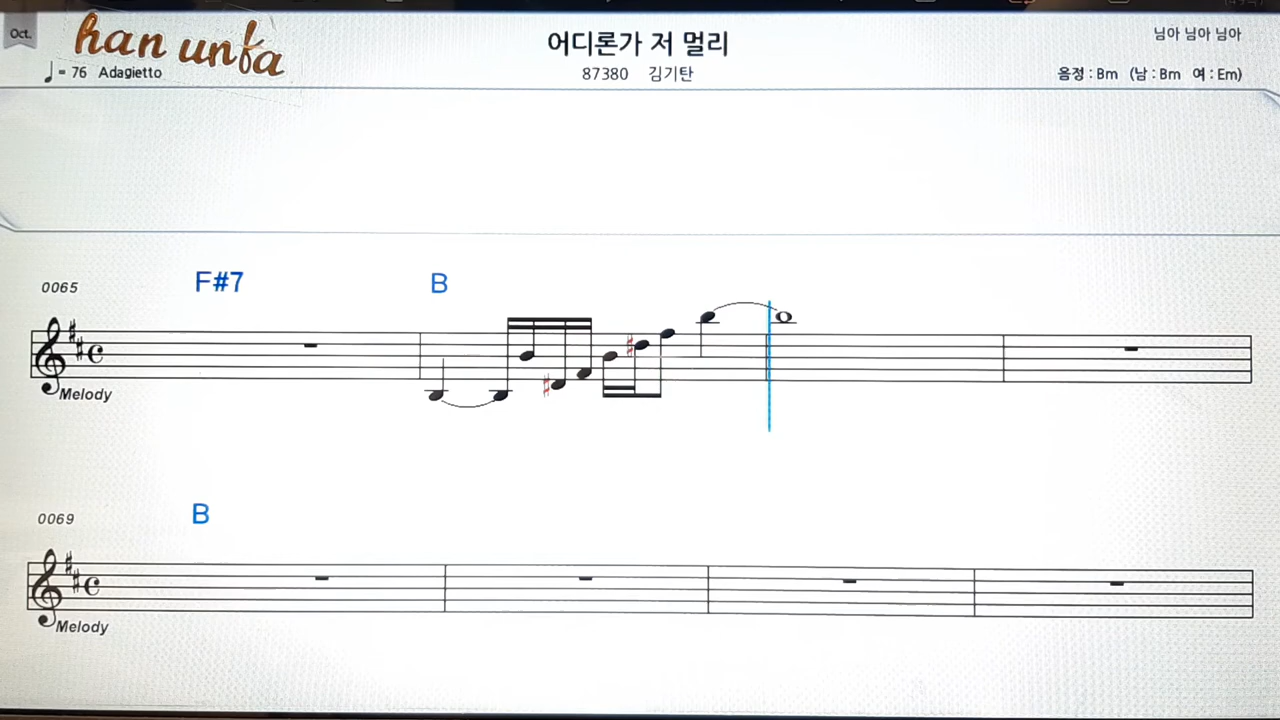 Oct.
han unfa
어디론가 저 멀리
님아 님아 님아
♩= 76 Adagietto
87380 김기탄
음정 : Bm (남 : Bm 여 : Em)
0065
F#7
B
Melody
0069
B
Melody